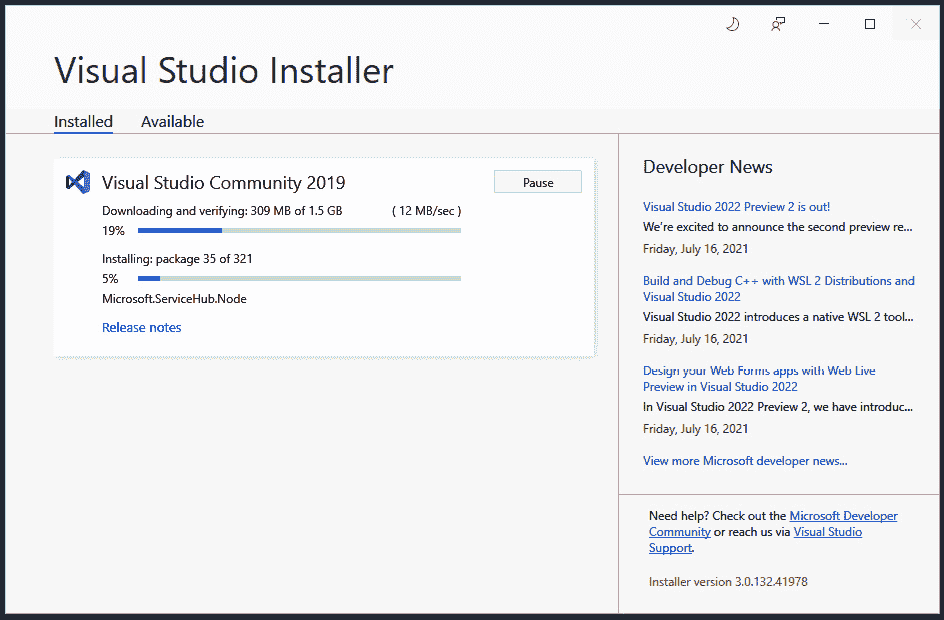 Visual Studio Installer
Installed
Available
Visual Studio Community 2019
Pause
Downloading and verifying: 309 MB of 1.5 GB
( 12 MB/sec )
19%
Installing: package 35 of 321
5%
Microsoft.ServiceHub.Node
Release notes
Developer News
Visual Studio 2022 Preview 2 is out!
We're excited to announce the second preview re...
Friday, July 16, 2021
Build and Debug C++ with WSL 2 Distributions and
Visual Studio 2022
Visual Studio 2022 introduces a native WSL 2 tool...
Friday, July 16, 2021
Design your Web Forms apps with Web Live
Preview in Visual Studio 2022
In Visual Studio 2022 Preview 2, we have introduc...
Friday, July 16, 2021
View more Microsoft developer news...
Need help? Check out the Microsoft Developer
Community or reach us via Visual Studio
Support.
Installer version 3.0.132.41978